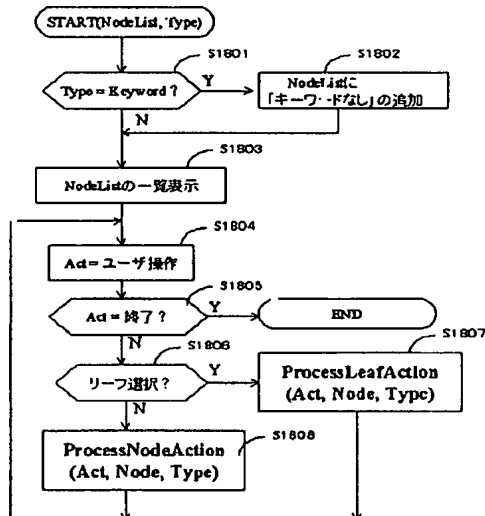 START(NodeList, Type)
S1801
Type = Keyword ?
Y
N
S1802
NodeListに
「キーワードなし」の追加
S1803
NodeListの一覧表示
S1804
Act = ユーザ操作
S1805
Act = 終了 ?
Y
N
END
S1806
リーフ選択 ?
Y
N
S1807
ProcessLeafAction
(Act, Node, Type)
S1808
ProcessNodeAction
(Act, Node, Type)